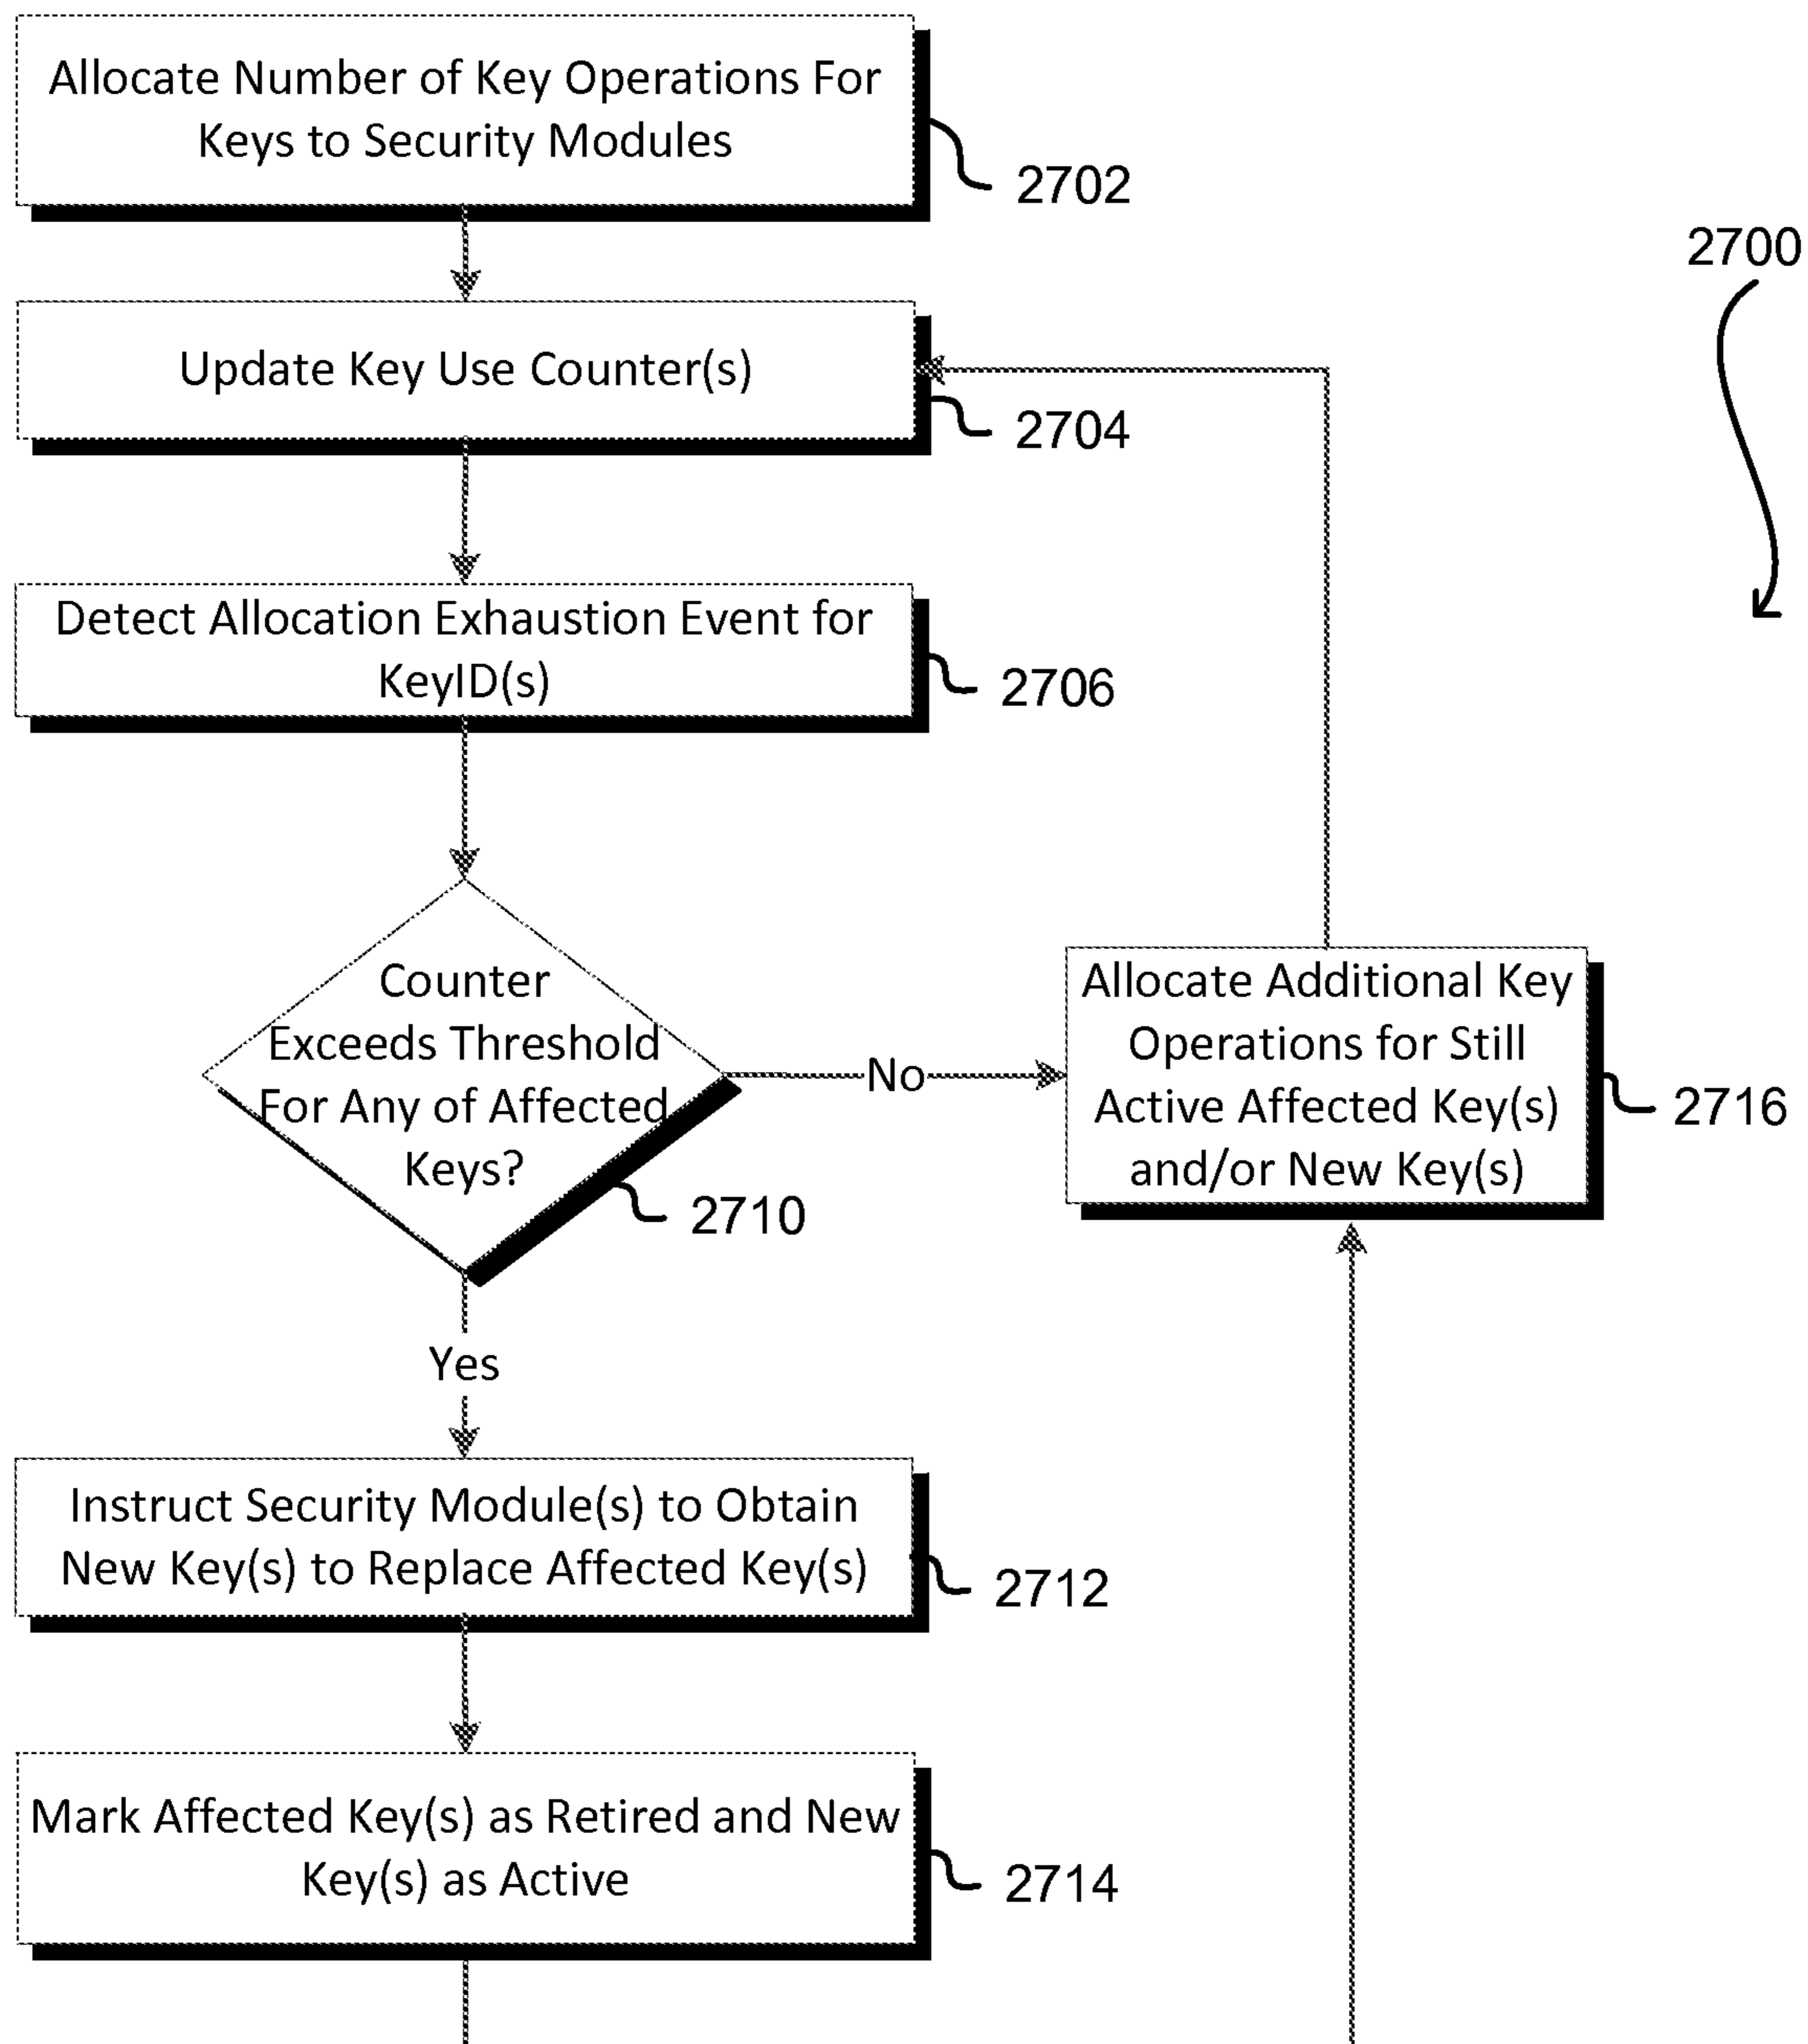 Allocate Number of Key Operations For
Keys to Security Modules
2702
2700
Update Key Use Counter(s)
2704
Detect Allocation Exhaustion Event for
KeyID(s)
2706
Counter
Exceeds Threshold
For Any of Affected
Keys?
2710
No
Allocate Additional Key
Operations for Still
Active Affected Key(s)
and/or New Key(s)
2716
Yes
Instruct Security Module(s) to Obtain
New Key(s) to Replace Affected Key(s)
2712
Mark Affected Key(s) as Retired and New
Key(s) as Active
2714